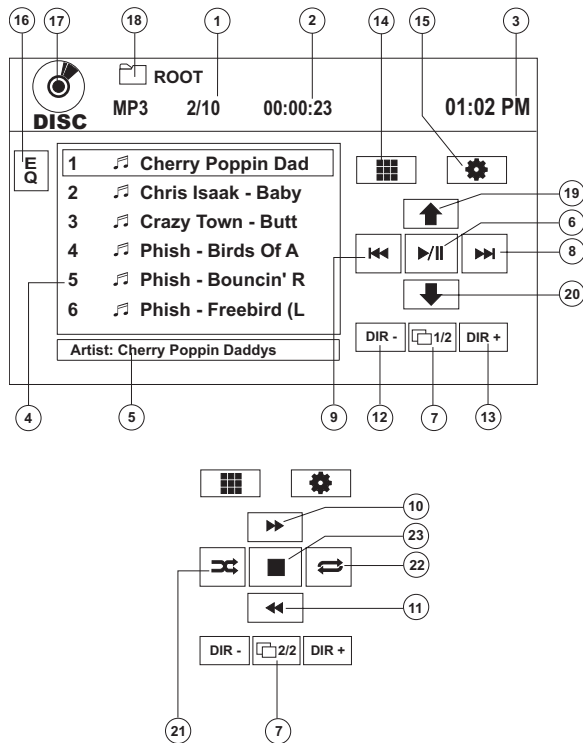 16 17 18 1 2 14 15 3
ROOT
MP3 2/10 00:00:23 01:02 PM
DISC
EQ
1 Cherry Poppin Dad
2 Chris Isaak - Baby
3 Crazy Town - Butt
4 Phish - Birds Of A
5 Phish - Bouncin' R
6 Phish - Freebird (L
Artist: Cherry Poppin Daddys
19
6
8
20
DIR - 1/2 DIR +
4 5 9 12 7 13
10
23
22
11
DIR - 2/2 DIR +
21 7